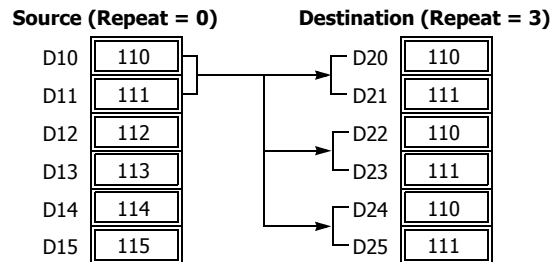 Source (Repeat = 0) Destination (Repeat = 3)
D10 110 D20 110
D11 111 D21 111
D12 112 D22 110
D13 113 D23 111
D14 114 D24 110
D15 115 D25 111